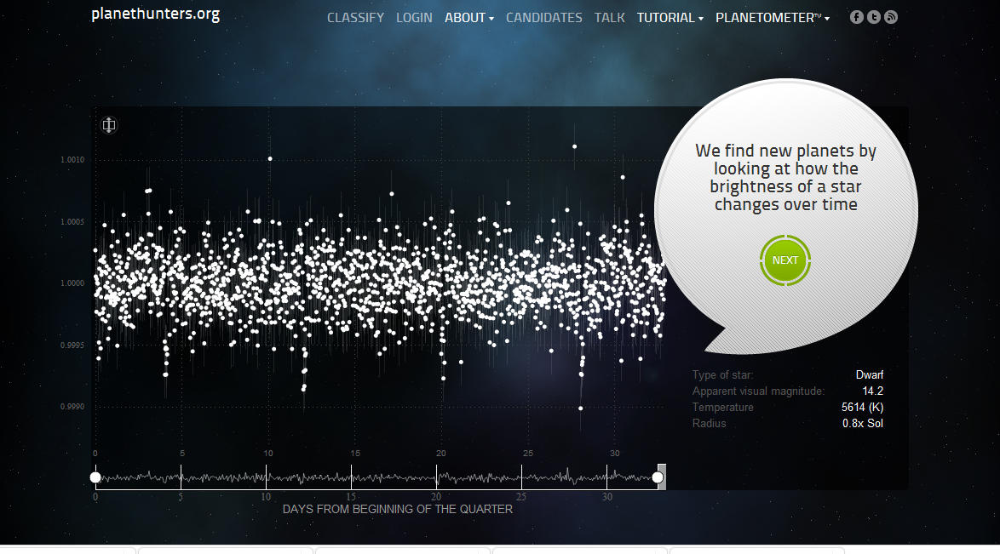 planethunters.org
CLASSIFY LOGIN ABOUT CANDIDATES TALK TUTORIAL PLANETOMETER™
We find new planets by
looking at how the
brightness of a star
changes over time
NEXT
1.0010
1.0005
1.0000
0.9995
0.9990
0 5 10 15 20 25 30
Type of star: Dwarf
Apparent visual magnitude: 14.2
Temperature 5614 (K)
Radius 0.8x Sol
0 5 10 15 20 25 30
DAYS FROM BEGINNING OF THE QUARTER